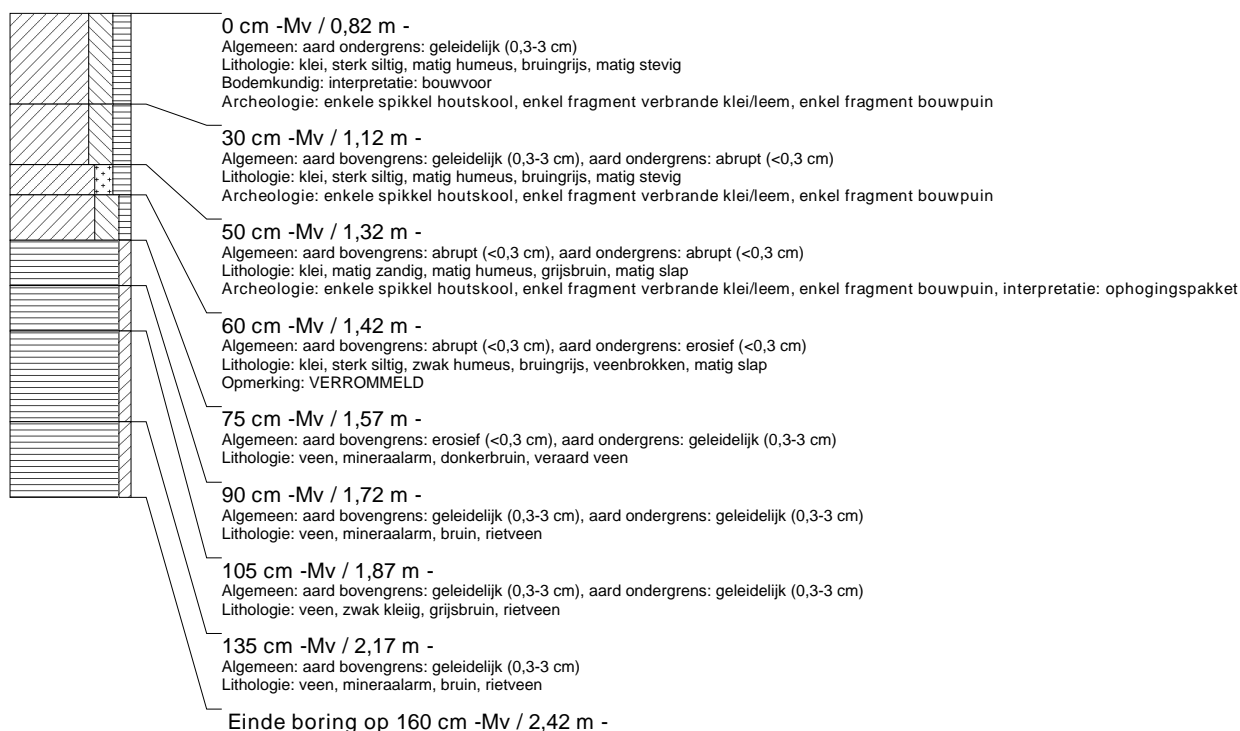 0 cm -Mv / 0,82 m -
Algemeen: aard ondergrens: geleidelijk (0,3-3 cm)
Lithologie: klei, sterk siltig, matig humeus, bruingrijs, matig stevig
Bodemkundig: interpretatie: bouwvoor
Archeologie: enkele spikkel houtskool, enkel fragment verbrande klei/leem, enkel fragment bouwpuin
30 cm -Mv / 1,12 m -
Algemeen: aard bovengrens: geleidelijk (0,3-3 cm), aard ondergrens: abrupt (<0,3 cm)
Lithologie: klei, sterk siltig, matig humeus, bruingrijs, matig stevig
Archeologie: enkele spikkel houtskool, enkel fragment verbrande klei/leem, enkel fragment bouwpuin
50 cm -Mv / 1,32 m -
Algemeen: aard bovengrens: abrupt (<0,3 cm), aard ondergrens: abrupt (<0,3 cm)
Lithologie: klei, matig zandig, matig humeus, grijsbruin, matig slap
Archeologie: enkele spikkel houtskool, enkel fragment verbrande klei/leem, enkel fragment bouwpuin, interpretatie: ophogingspakket
60 cm -Mv / 1,42 m -
Algemeen: aard bovengrens: abrupt (<0,3 cm), aard ondergrens: erosief (<0,3 cm)
Lithologie: klei, sterk siltig, zwak humeus, bruingrijs, veenbrokken, matig slap
Opmerking: VERROMMELD
75 cm -Mv / 1,57 m -
Algemeen: aard bovengrens: erosief (<0,3 cm), aard ondergrens: geleidelijk (0,3-3 cm)
Lithologie: veen, mineraalarm, donkerbruin, veraard veen
90 cm -Mv / 1,72 m -
Algemeen: aard bovengrens: geleidelijk (0,3-3 cm), aard ondergrens: geleidelijk (0,3-3 cm)
Lithologie: veen, mineraalarm, bruin, rietveen
105 cm -Mv / 1,87 m -
Algemeen: aard bovengrens: geleidelijk (0,3-3 cm), aard ondergrens: geleidelijk (0,3-3 cm)
Lithologie: veen, zwak kleiig, grijsbruin, rietveen
135 cm -Mv / 2,17 m -
Algemeen: aard bovengrens: geleidelijk (0,3-3 cm)
Lithologie: veen, mineraalarm, bruin, rietveen
Einde boring op 160 cm -Mv / 2,42 m -